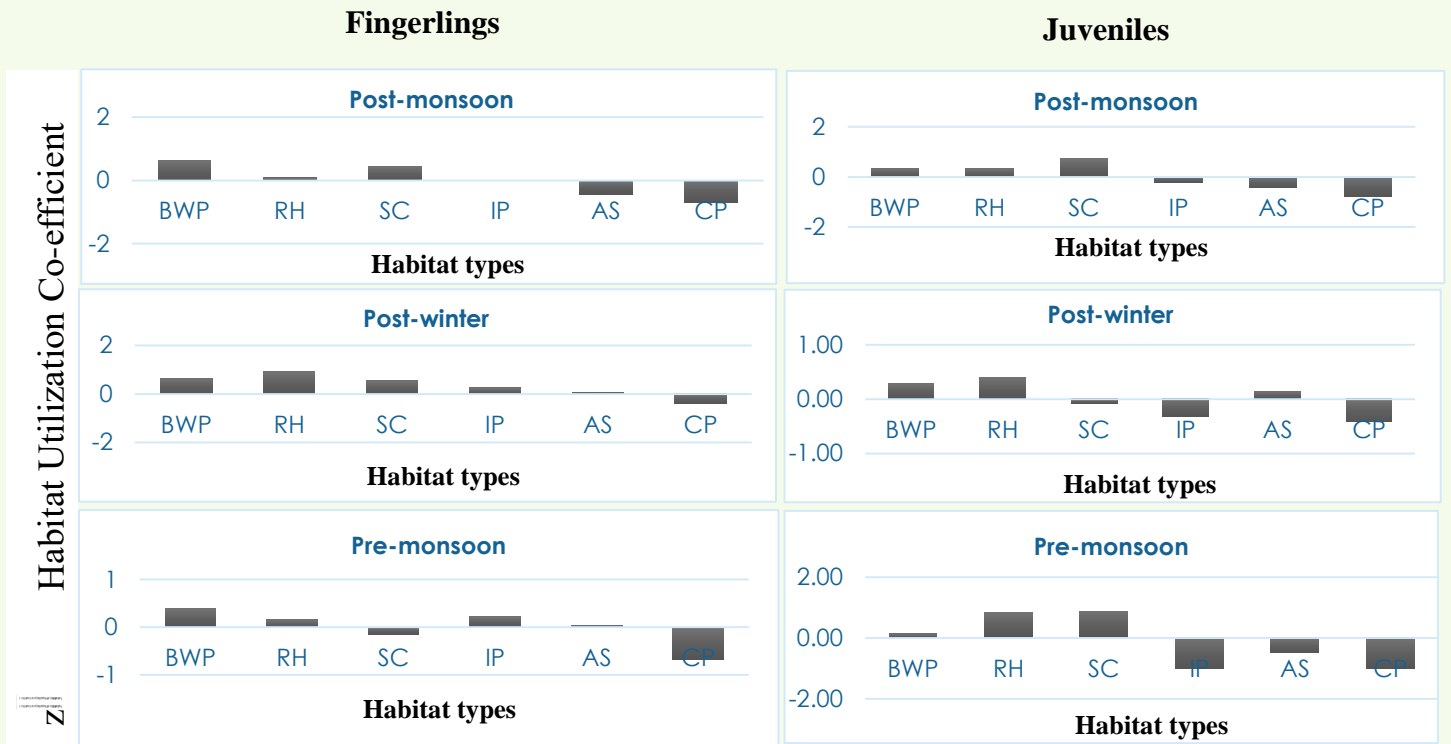 Fingerlings
Juveniles
Habitat Utilization Co-efficient
z
Post-monsoon
2
0
-2
BWP RH SC IP AS CP
Habitat types
Post-monsoon
2
0
-2
BWP RH SC IP AS CP
Habitat types
Post-winter
2
0
-2
BWP RH SC IP AS CP
Habitat types
Post-winter
1.00
0.00
-1.00
BWP RH SC IP AS CP
Habitat types
Pre-monsoon
1
0
-1
BWP RH SC IP AS CP
Habitat types
Pre-monsoon
2.00
0.00
-2.00
BWP RH SC IP AS CP
Habitat types